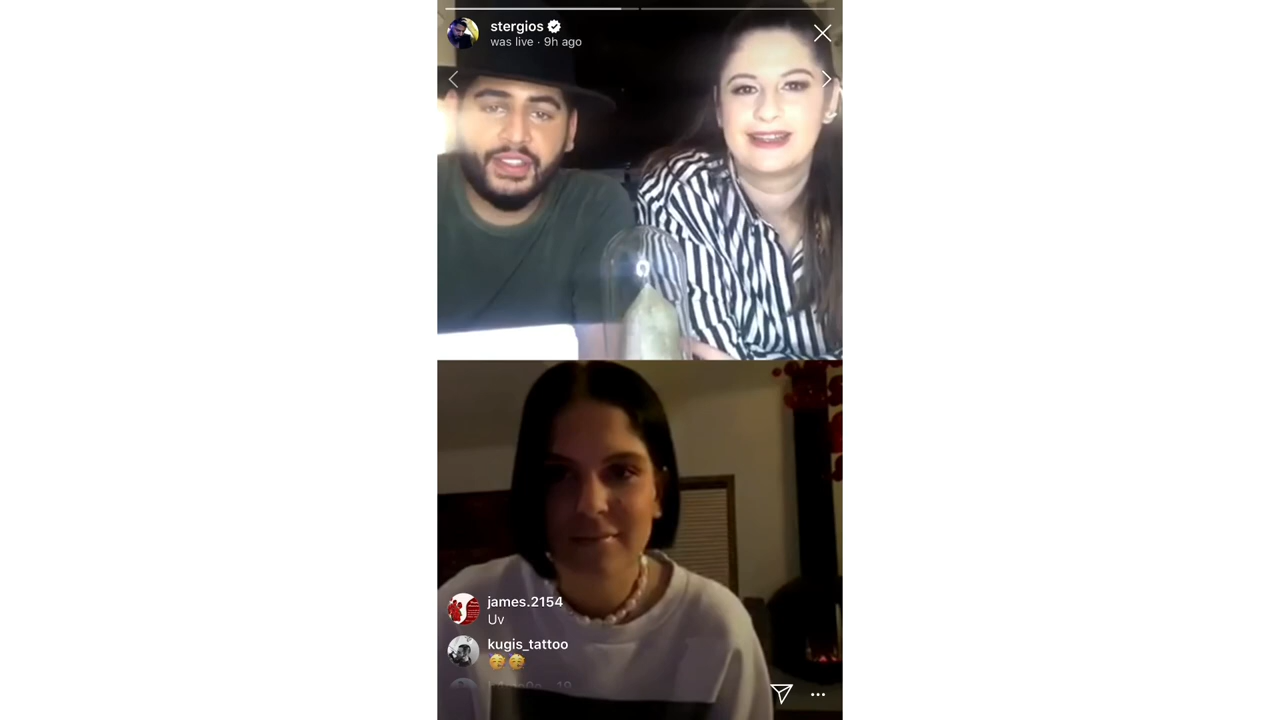 stergios
was live · 9h ago
james.2154
Uv
kugis_tattoo
🥳🥳